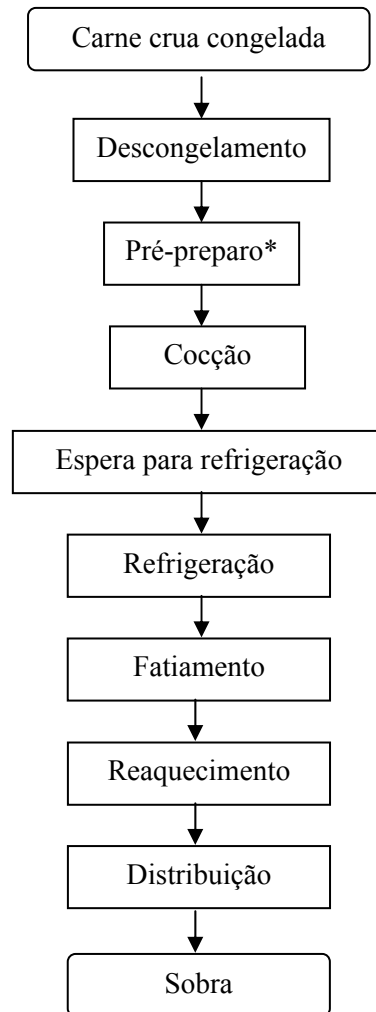 Carne crua congelada
Descongelamento
Pré-preparo*
Cocção
Espera para refrigeração
Refrigeração
Fatiamento
Reaquecimento
Distribuição
Sobra